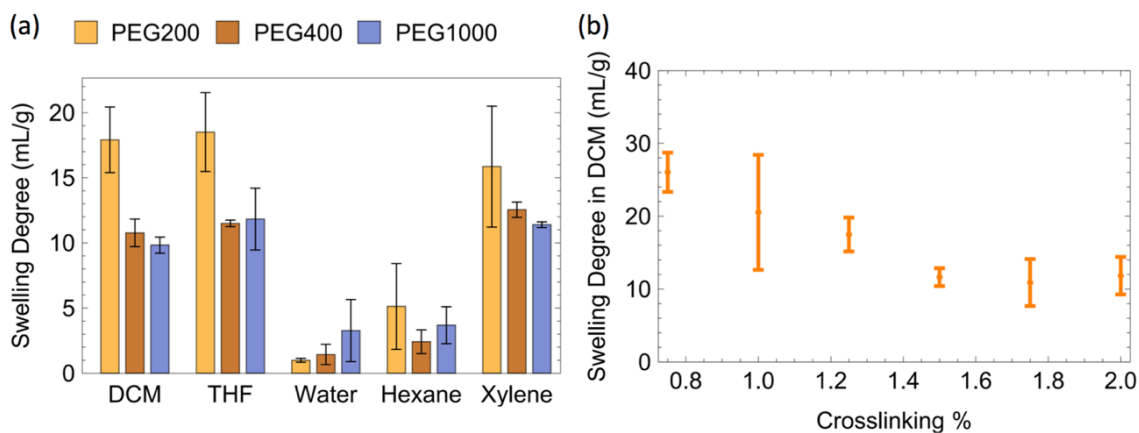 (a) PEG200 PEG400 PEG1000
Swelling Degree (mL/g)
20
15
10
5
0
DCM THF Water Hexane Xylene
(b)
Swelling Degree in DCM (mL/g)
40
30
20
10
0
0.8 1.0 1.2 1.4 1.6 1.8 2.0
Crosslinking %